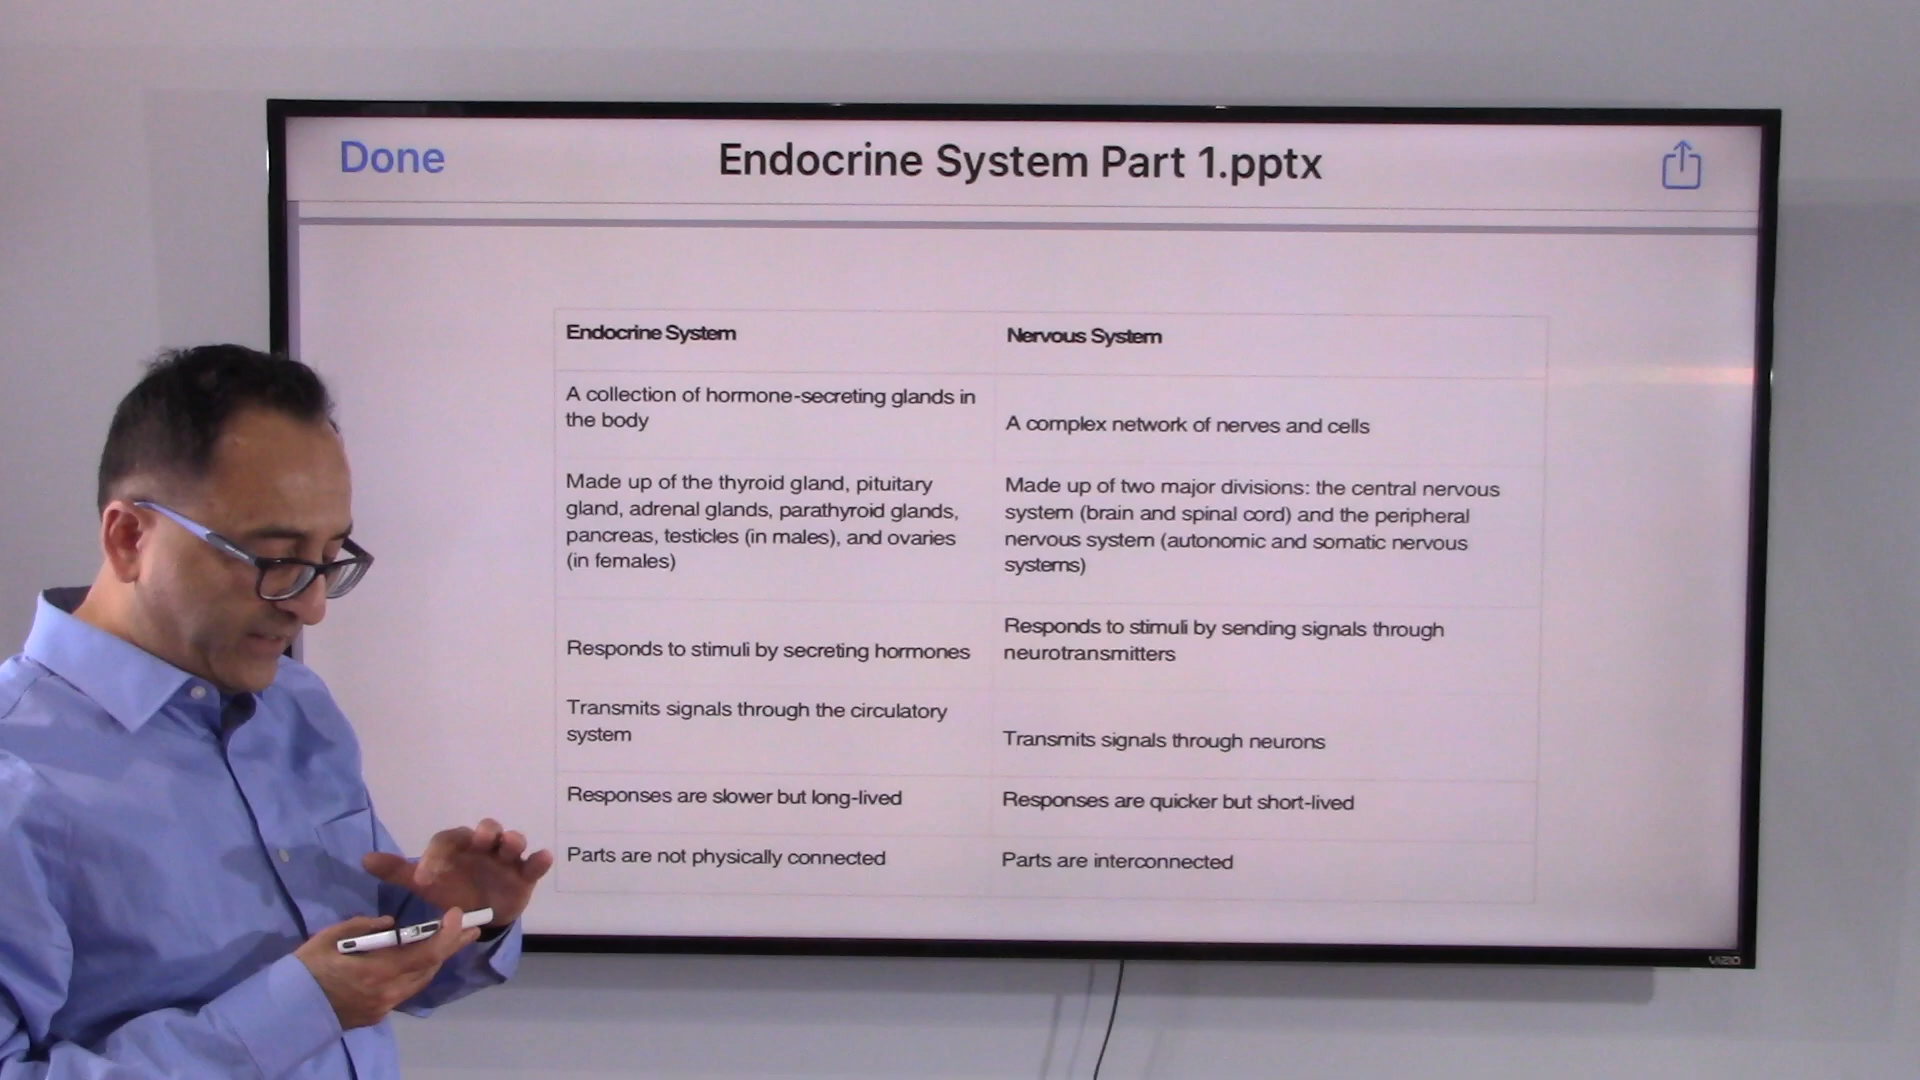 Done
Endocrine System Part 1.pptx
Endocrine System
Nervous System
A collection of hormone-secreting glands in
the body
A complex network of nerves and cells
Made up of the thyroid gland, pituitary
gland, adrenal glands, parathyroid glands,
pancreas, testicles (in males), and ovaries
(in females)
Made up of two major divisions: the central nervous
system (brain and spinal cord) and the peripheral
nervous system (autonomic and somatic nervous
systems)
Responds to stimuli by secreting hormones
Responds to stimuli by sending signals through
neurotransmitters
Transmits signals through the circulatory
system
Transmits signals through neurons
Responses are slower but long-lived
Responses are quicker but short-lived
Parts are not physically connected
Parts are interconnected
VIZIO